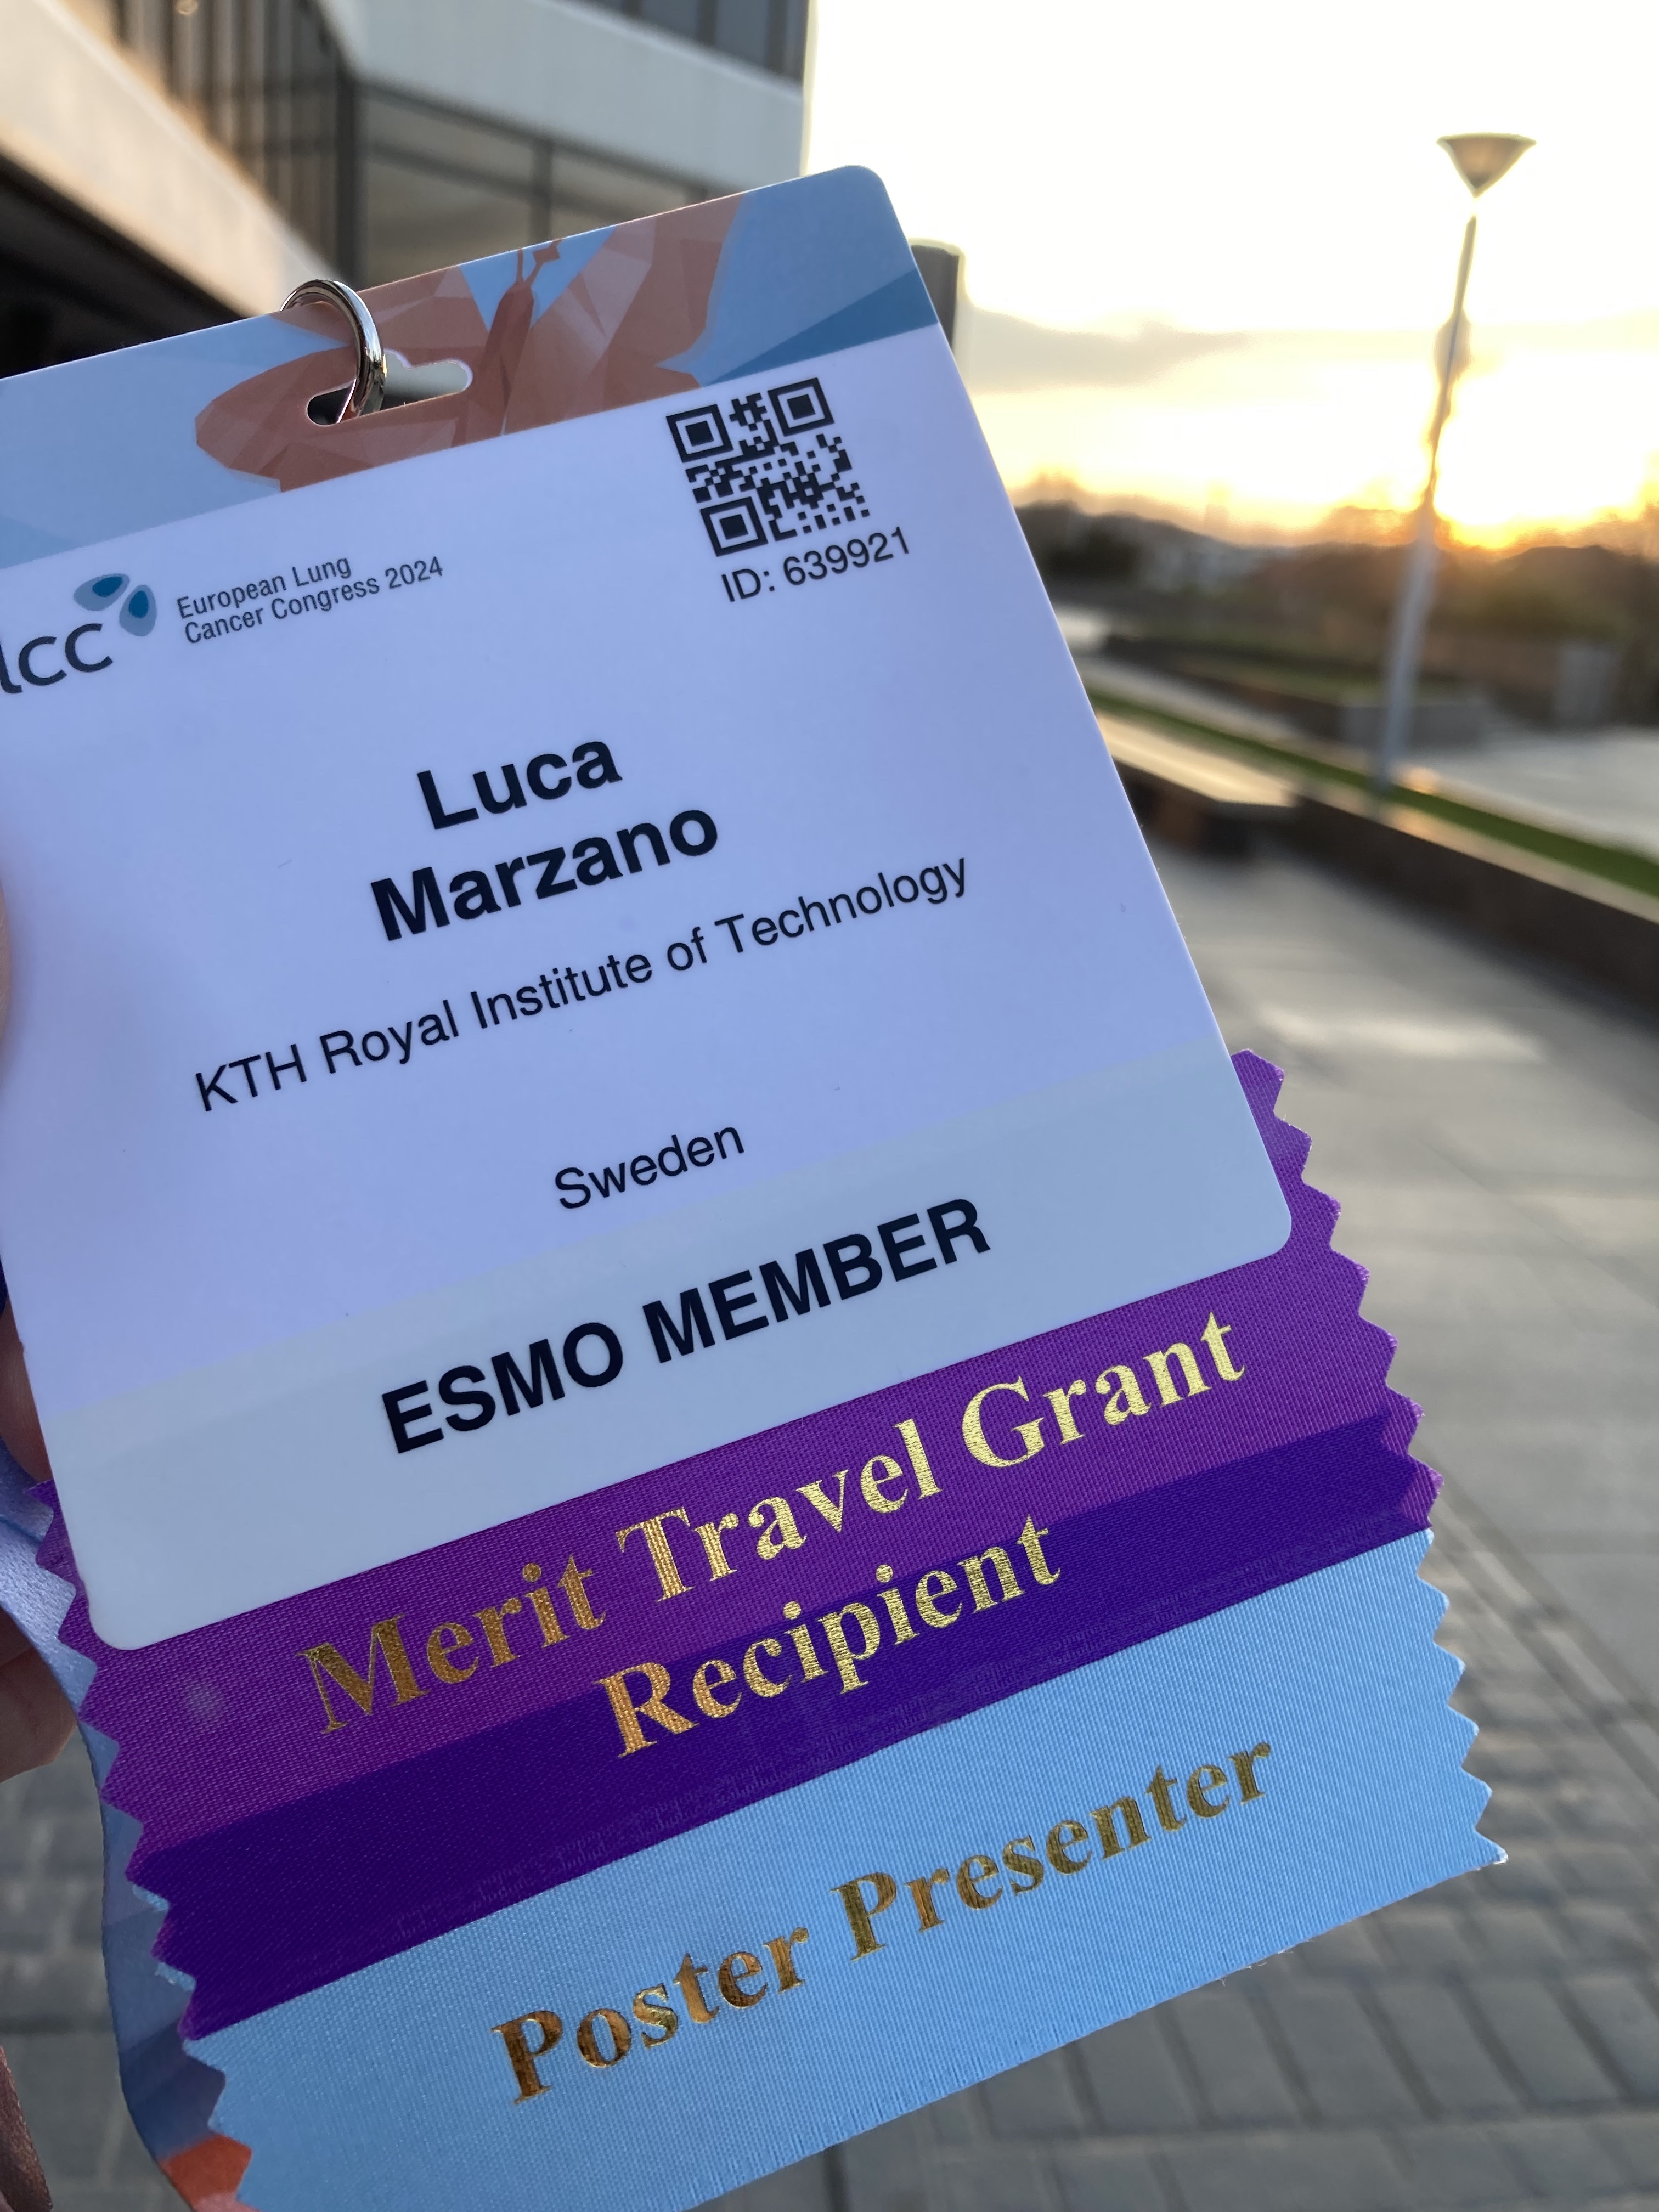 ID: 639921
European Lung
Cancer Congress 2024
Luca
Marzano
KTH Royal Institute of Technology
Sweden
ESMO MEMBER
Merit Travel Grant
Recipient
Poster Presenter